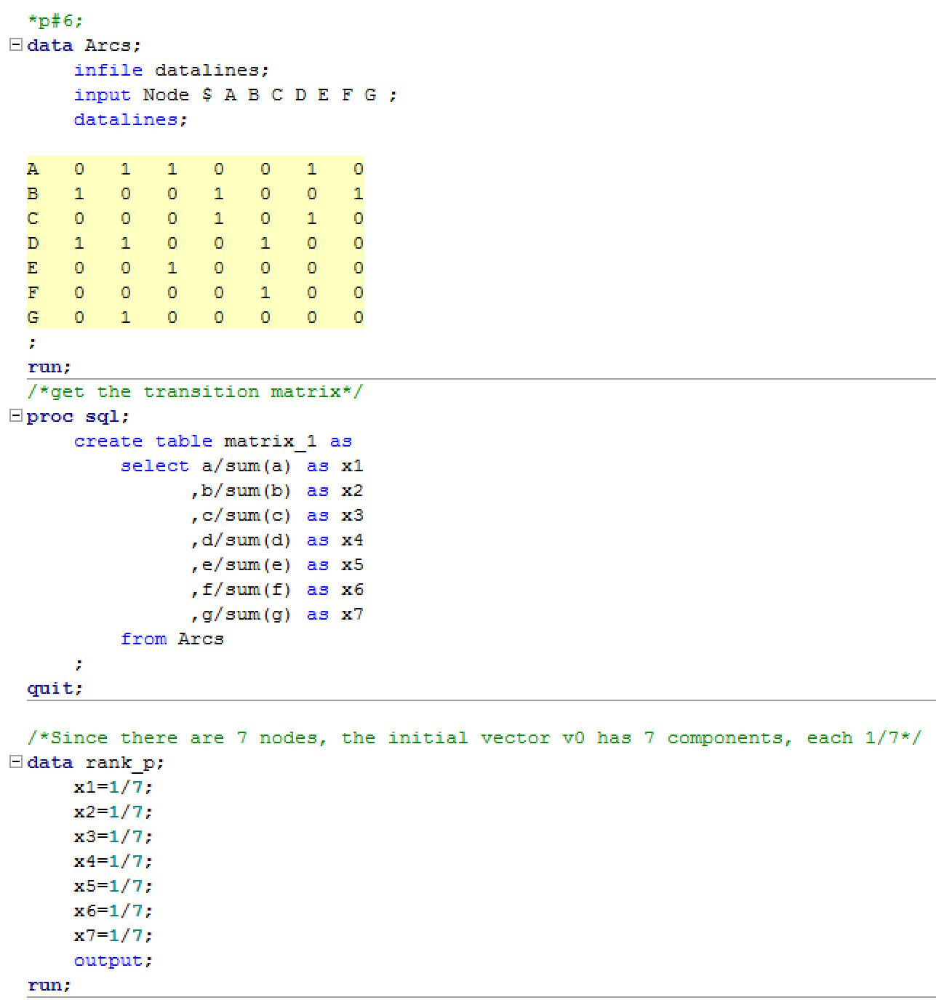 *p#6;
data Arcs;
infile datalines;
input Node $ A B C D E F G ;
datalines;
A 0 1 1 0 0 1 0
B 1 0 0 1 0 0 1
C 0 0 0 1 0 1 0
D 1 1 0 0 1 0 0
E 0 0 1 0 0 0 0
F 0 0 0 0 1 0 0
G 0 1 0 0 0 0 0
;
run;
/*get the transition matrix*/
proc sql;
create table matrix_1 as
select a/sum(a) as x1
,b/sum(b) as x2
,c/sum(c) as x3
,d/sum(d) as x4
,e/sum(e) as x5
,f/sum(f) as x6
,g/sum(g) as x7
from Arcs
;
quit;
/*Since there are 7 nodes, the initial vector v0 has 7 components, each 1/7*/
data rank_p;
x1=1/7;
x2=1/7;
x3=1/7;
x4=1/7;
x5=1/7;
x6=1/7;
x7=1/7;
output;
run;